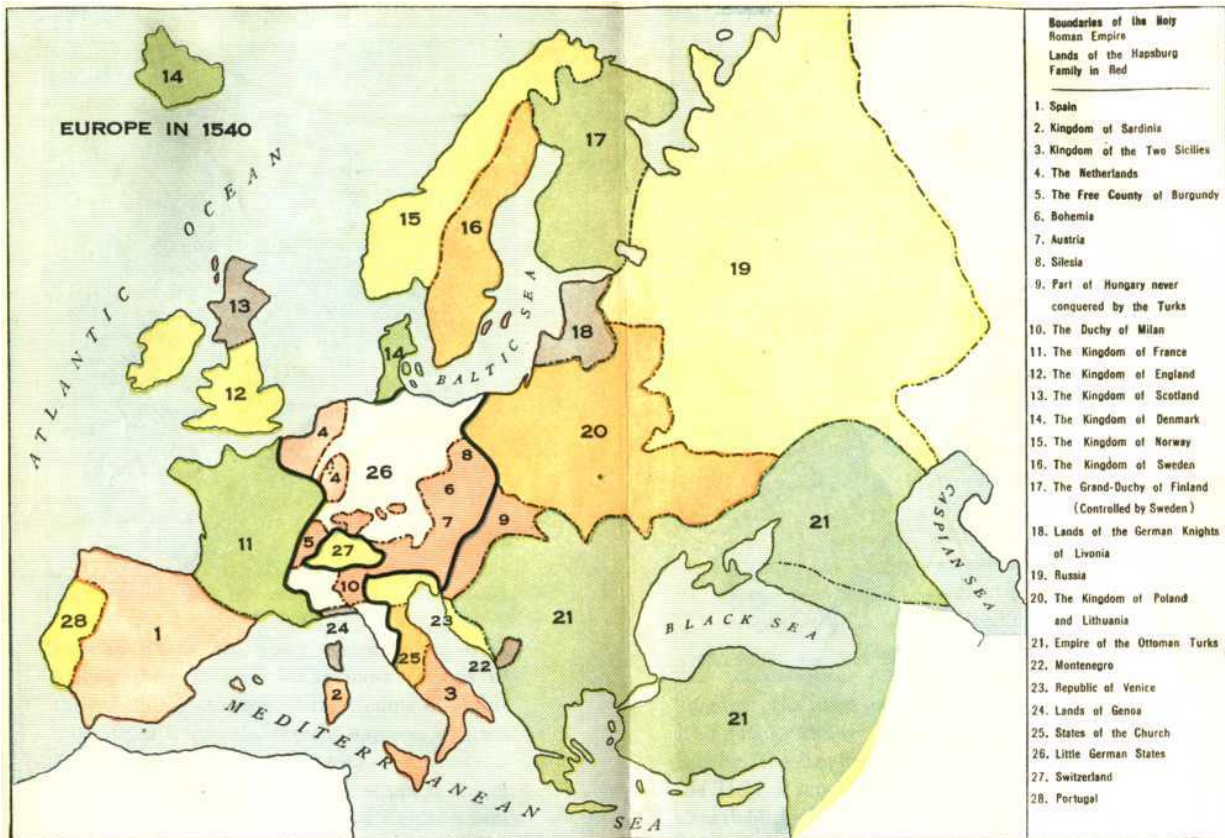 EUROPE IN 1540
ATLANTIC OCEAN
BALTIC SEA
CASPIAN SEA
BLACK SEA
MEDITERRANEAN SEA
14
17
15
16
19
13
18
14
12
20
4
26
8
4
6
21
9
7
11
5
27
10
28
1
24
23
21
22
25
2
3
21
Boundaries of the Holy
Roman Empire
Lands of the Hapsburg
Family in Red
1. Spain
2. Kingdom of Sardinia
3. Kingdom of the Two Sicilies
4. The Netherlands
5. The Free County of Burgundy
6. Bohemia
7. Austria
8. Silesia
9. Part of Hungary never
conquered by the Turks
10. The Duchy of Milan
11. The Kingdom of France
12. The Kingdom of England
13. The Kingdom of Scotland
14. The Kingdom of Denmark
15. The Kingdom of Norway
16. The Kingdom of Sweden
17. The Grand-Duchy of Finland
(Controlled by Sweden)
18. Lands of the German Knights
of Livonia
19. Russia
20. The Kingdom of Poland
and Lithuania
21. Empire of the Ottoman Turks
22. Montenegro
23. Republic of Venice
24. Lands of Genoa
25. States of the Church
26. Little German States
27. Switzerland
28. Portugal